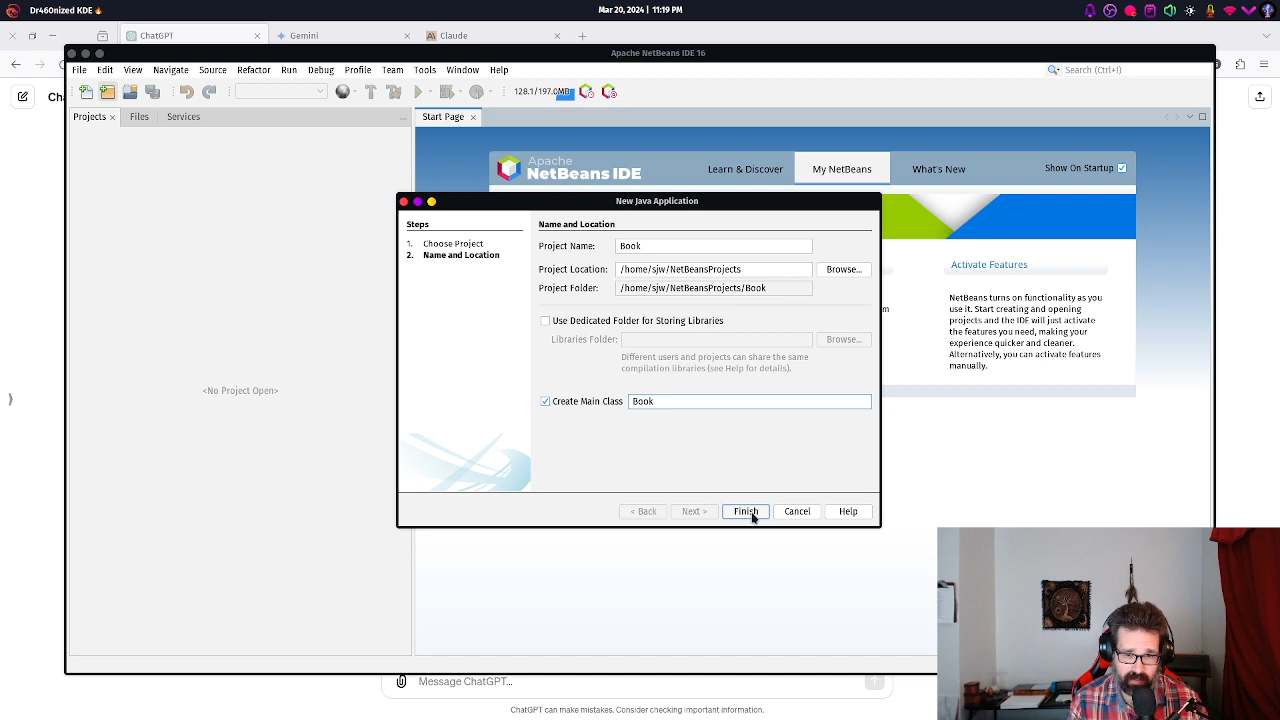 Dr460nized KDE
Mar 20, 2024 | 11:19 PM
ChatGPT
Gemini
Claude
Apache NetBeans IDE 16
File Edit View Navigate Source Refactor Run Debug Profile Team Tools Window Help
Search (Ctrl+I)
Ch
128.1/197.0MB
Projects
Files
Services
Start Page
Apache
NetBeans IDE
Learn & Discover
My NetBeans
What's New
Show On Startup
New Java Application
Steps
1. Choose Project
2. Name and Location
Name and Location
Project Name: Book
Project Location: /home/sjw/NetBeansProjects Browse...
Project Folder: /home/sjw/NetBeansProjects/Book
Use Dedicated Folder for Storing Libraries
Libraries Folder: Browse...
Different users and projects can share the same
compilation libraries (see Help for details).
Create Main Class Book
< Back Next > Finish Cancel Help
<No Project Open>
Activate Features
m
NetBeans turns on functionality as you
use it. Start creating and opening
projects and the IDE will just activate
the features you need, making your
experience quicker and cleaner.
Alternatively, you can activate features
manually.
Message ChatGPT...
ChatGPT can make mistakes. Consider checking important information.